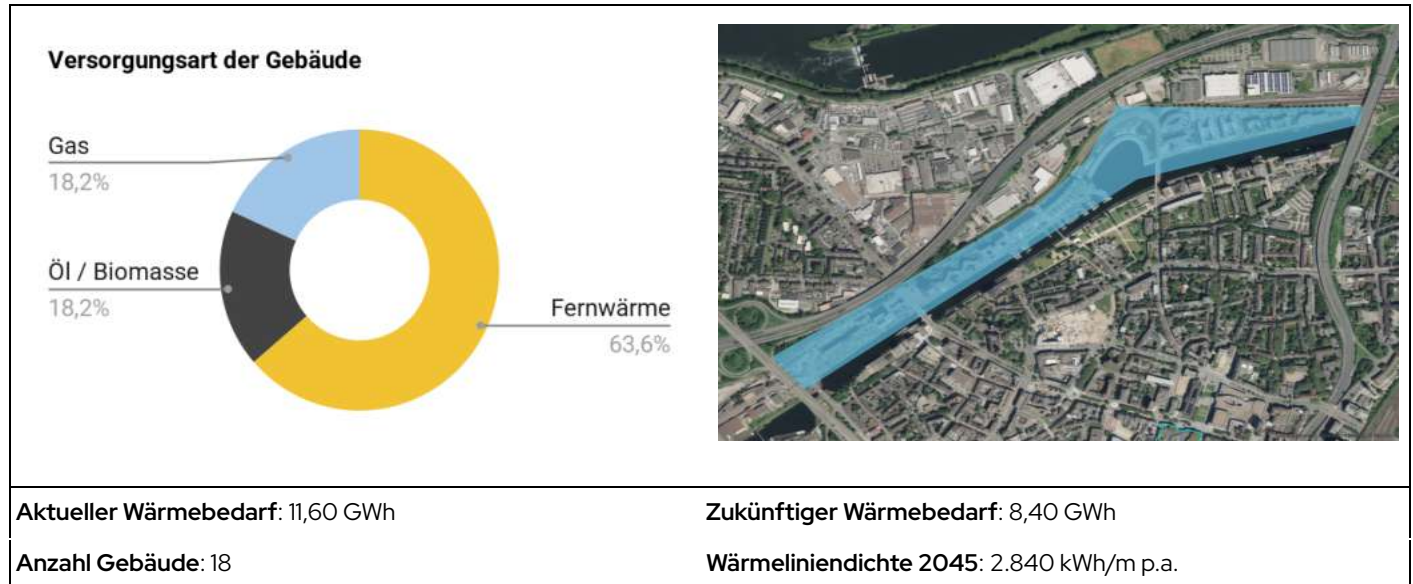 Versorgungsart der Gebäude
Gas
18,2%
Öl / Biomasse
18,2%
Fernwärme
63,6%
Aktueller Wärmebedarf: 11,60 GWh
Zukünftiger Wärmebedarf: 8,40 GWh
Anzahl Gebäude: 18
Wärmeliniendichte 2045: 2.840 kWh/m p.a.